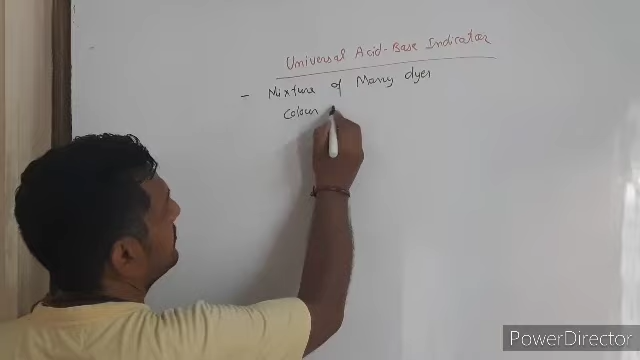 Universal Acid-Base Indicator
- Mixture of Many dyes
Colour
PowerDirector